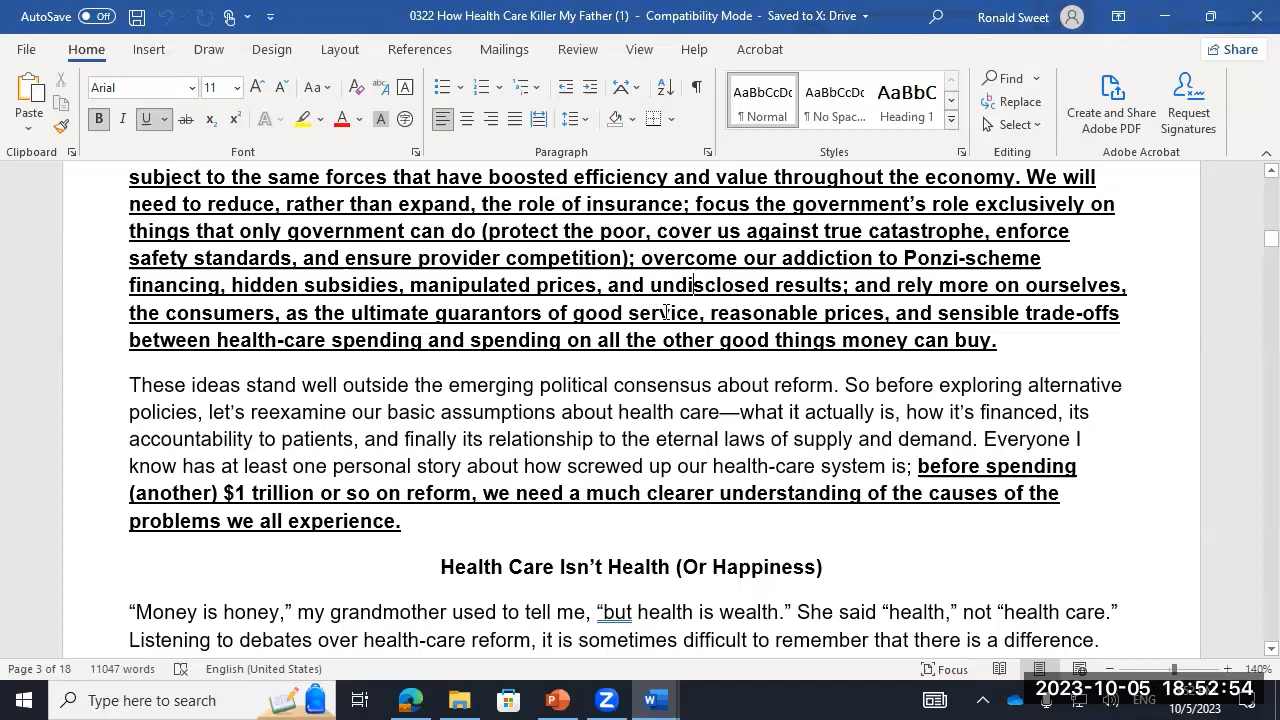 AutoSave Off 0322 How Health Care Killer My Father (1) - Compatibility Mode - Saved to X: Drive Ronald Sweet
File Home Insert Draw Design Layout References Mailings Review View Help Acrobat Share
Paste
Arial 11 Aa
AaBbCcDc AaBbCcDc AaBbC
¶ Normal ¶ No Spac... Heading 1
Find
Replace
Select
Create and Share Adobe PDF
Request Signatures
Clipboard Font Paragraph Styles Editing Adobe Acrobat
subject to the same forces that have boosted efficiency and value throughout the economy. We will
need to reduce, rather than expand, the role of insurance; focus the government’s role exclusively on
things that only government can do (protect the poor, cover us against true catastrophe, enforce
safety standards, and ensure provider competition); overcome our addiction to Ponzi-scheme
financing, hidden subsidies, manipulated prices, and undisclosed results; and rely more on ourselves,
the consumers, as the ultimate guarantors of good service, reasonable prices, and sensible trade-offs
between health-care spending and spending on all the other good things money can buy.
These ideas stand well outside the emerging political consensus about reform. So before exploring alternative
policies, let’s reexamine our basic assumptions about health care—what it actually is, how it’s financed, its
accountability to patients, and finally its relationship to the eternal laws of supply and demand. Everyone I
know has at least one personal story about how screwed up our health-care system is; before spending
(another) $1 trillion or so on reform, we need a much clearer understanding of the causes of the
problems we all experience.
Health Care Isn’t Health (Or Happiness)
“Money is honey,” my grandmother used to tell me, “but health is wealth.” She said “health,” not “health care.”
Listening to debates over health-care reform, it is sometimes difficult to remember that there is a difference.
Page 3 of 18 11047 words English (United States) Focus 140%
Type here to search ENG
2023-10-05 18:52:54
10/5/2023